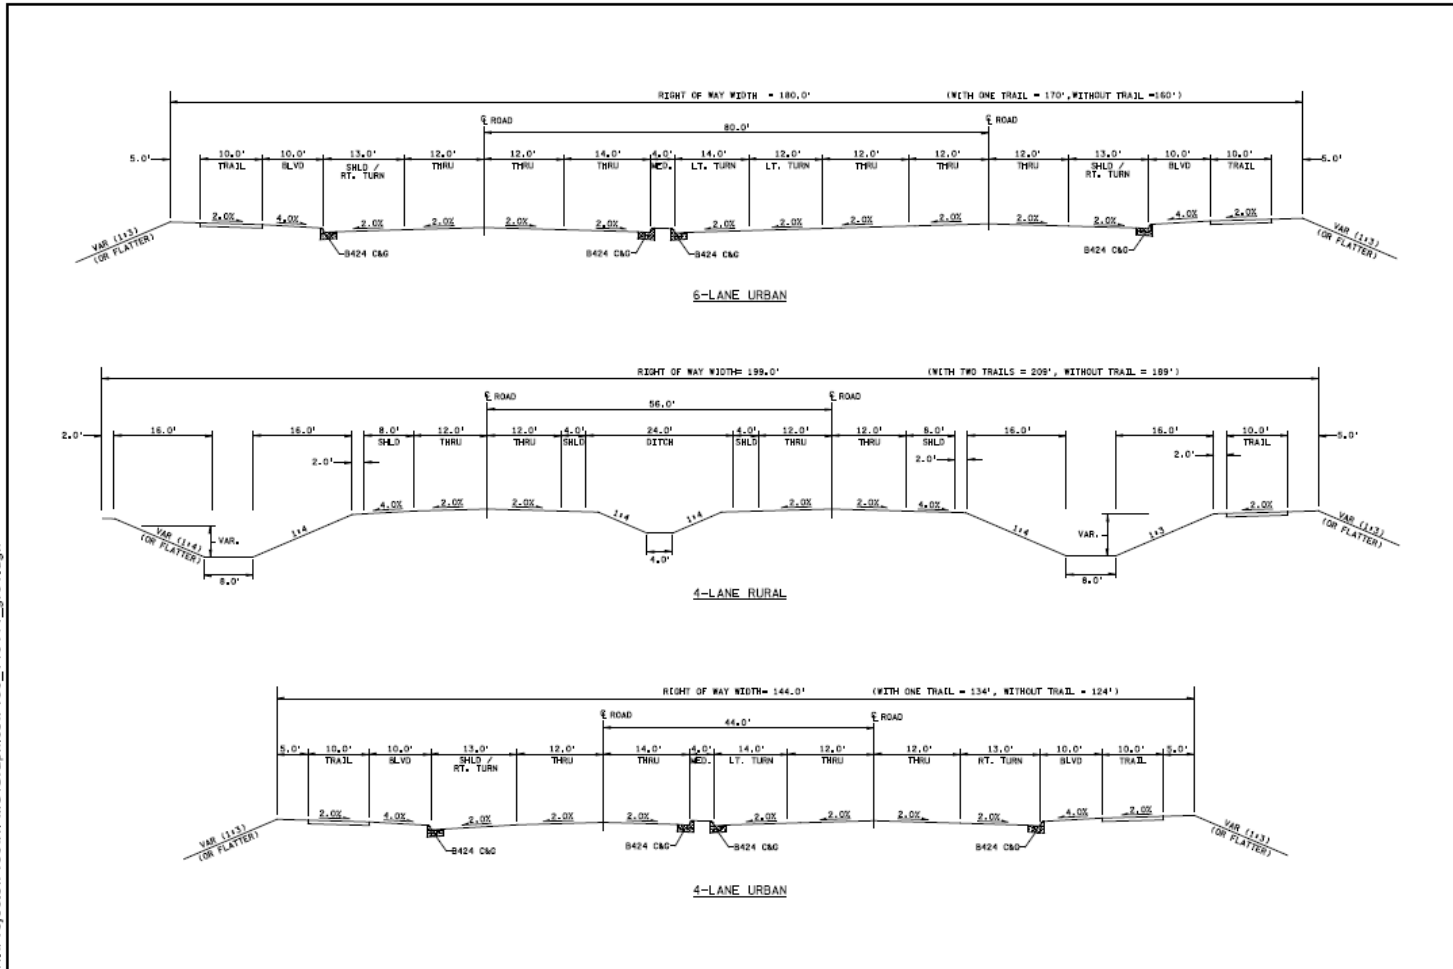 RIGHT OF WAY WIDTH = 180.0' (WITH ONE TRAIL = 170', WITHOUT TRAIL =160')
℄ ROAD ℄ ROAD
80.0'
5.0' 10.0' 10.0' 13.0' 12.0' 12.0' 14.0' 4.0' 14.0' 12.0' 12.0' 12.0' 12.0' 13.0' 10.0' 10.0' 5.0'
TRAIL BLVD SHLD / THRU THRU THRU MED. LT. TURN LT. TURN THRU THRU THRU SHLD / BLVD TRAIL
RT. TURN RT. TURN
2.0% 4.0% 2.0% 2.0% 2.0% 2.0% 2.0% 2.0% 2.0% 2.0% 2.0% 2.0% 4.0% 2.0%
VAR (1:3) VAR (1:3)
(OR FLATTER) (OR FLATTER)
B424 C&G B424 C&G B424 C&G B424 C&G
6-LANE URBAN
RIGHT OF WAY WIDTH= 199.0' (WITH TWO TRAILS = 209', WITHOUT TRAIL = 189')
℄ ROAD ℄ ROAD
56.0'
2.0' 16.0' 16.0' 8.0' 12.0' 12.0' 4.0' 24.0' 4.0' 12.0' 12.0' 8.0' 16.0' 16.0' 10.0' 5.0'
SHLD THRU THRU SHLD DITCH SHLD THRU THRU SHLD TRAIL
2.0' 2.0' 2.0'
4.0% 2.0% 2.0% 2.0% 2.0% 4.0% 2.0%
VAR (1:4) VAR. 1:4 1:4 1:4 1:4 VAR. 1:3 VAR (1:3)
(OR FLATTER) (OR FLATTER)
8.0' 4.0' 8.0'
4-LANE RURAL
RIGHT OF WAY WIDTH= 144.0' (WITH ONE TRAIL = 134', WITHOUT TRAIL = 124')
℄ ROAD ℄ ROAD
44.0'
5.0' 10.0' 10.0' 13.0' 12.0' 14.0' 4.0' 14.0' 12.0' 12.0' 13.0' 10.0' 10.0' 5.0'
TRAIL BLVD SHLD / THRU THRU MED. LT. TURN THRU THRU RT. TURN BLVD TRAIL
RT. TURN
2.0% 4.0% 2.0% 2.0% 2.0% 2.0% 2.0% 2.0% 2.0% 4.0% 2.0%
VAR (1:3) VAR (1:3)
(OR FLATTER) (OR FLATTER)
B424 C&G B424 C&G B424 C&G B424 C&G
4-LANE URBAN